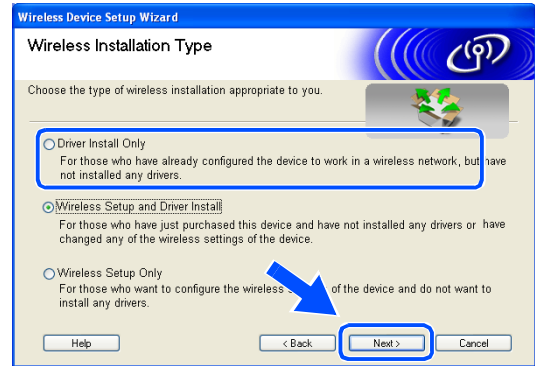 Wireless Device Setup Wizard
Wireless Installation Type
Choose the type of wireless installation appropriate to you.
Driver Install Only
For those who have already configured the device to work in a wireless network, but have
not installed any drivers.
Wireless Setup and Driver Install
For those who have just purchased this device and have not installed any drivers or have
changed any of the wireless settings of the device.
Wireless Setup Only
For those who want to configure the wireless of the device and do not want to
install any drivers.
Help
< Back
Next >
Cancel